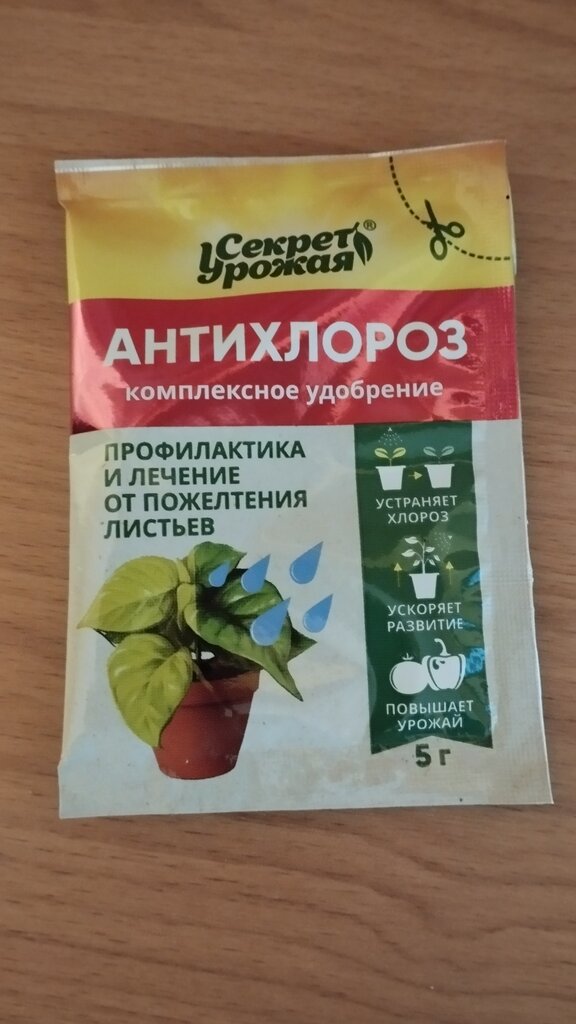 Секрет®
Урожая
АНТИХЛОРОЗ
комплексное удобрение
ПРОФИЛАКТИКА
И ЛЕЧЕНИЕ
ОТ ПОЖЕЛТЕНИЯ
ЛИСТЬЕВ
УСТРАНЯЕТ
ХЛОРОЗ
УСКОРЯЕТ
РАЗВИТИЕ
ПОВЫШАЕТ
УРОЖАЙ
5 г